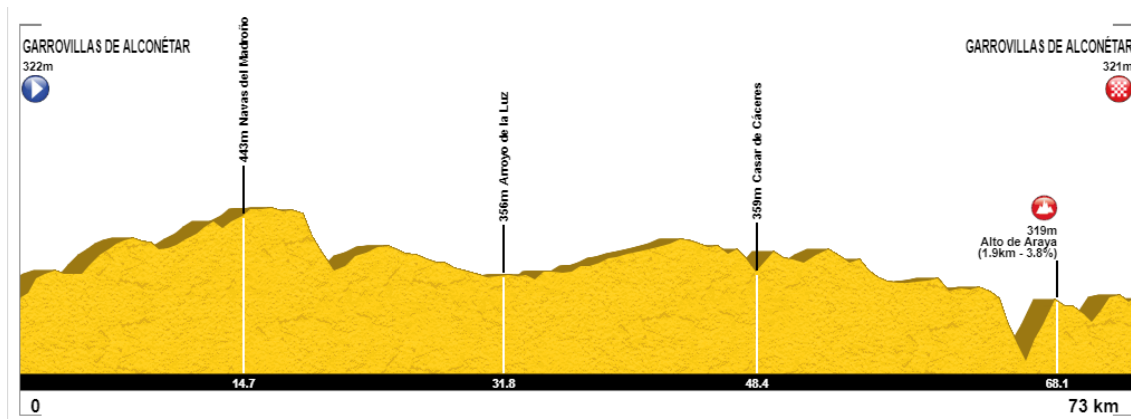 GARROVILLAS DE ALCONÉTAR
322m
443m Navas del Madroño
356m Arroyo de la Luz
359m Casar de Cáceres
GARROVILLAS DE ALCONÉTAR
321m
319m
Alto de Araya
(1.9km - 3.8%)
14.7
31.8
48.4
68.1
0
73 km